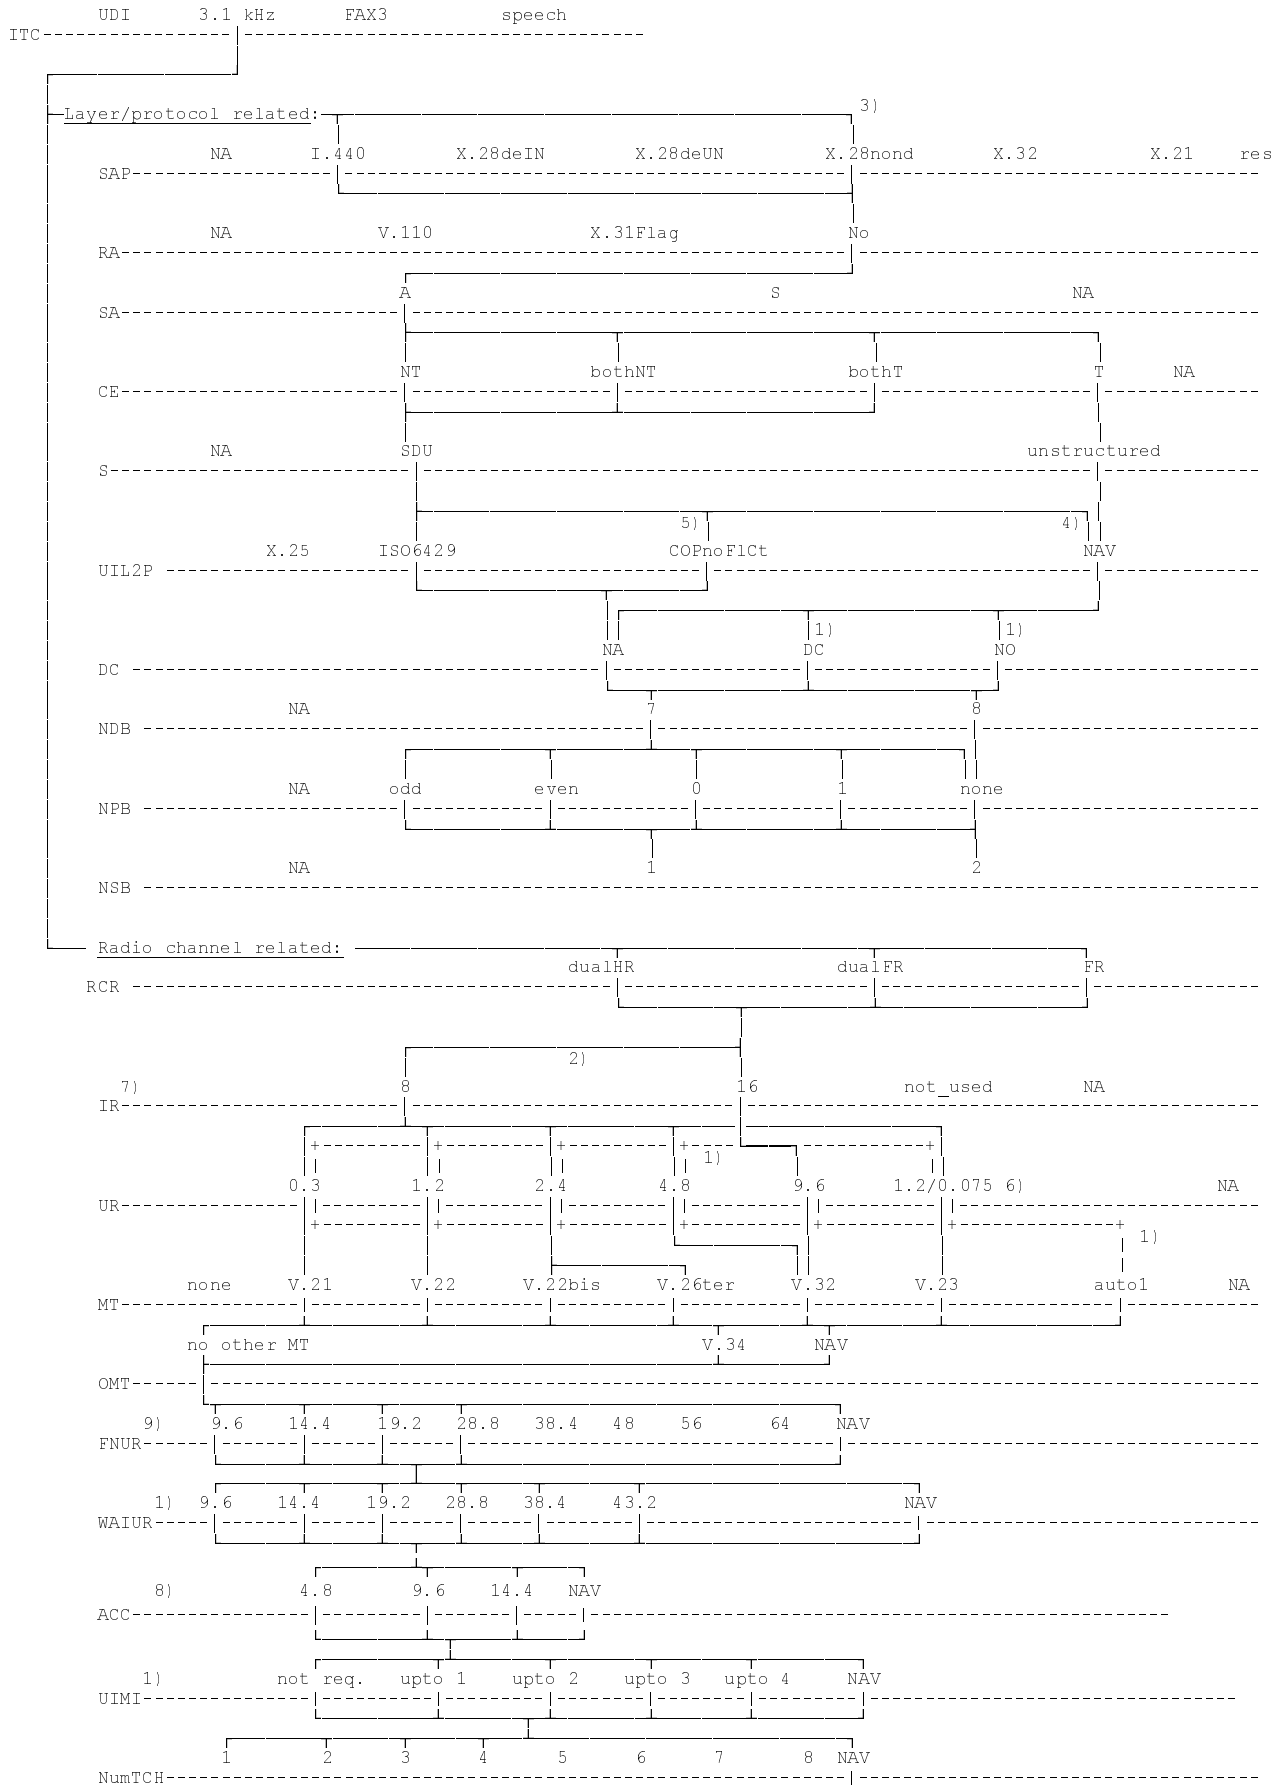 UDI 3.1 kHz FAX3 speech
ITC
Layer/protocol related: 3)
NA I.440 X.28deIN X.28deUN X.28nond X.32 X.21 res
SAP
NA V.110 X.31Flag No
RA
A S NA
SA
NT bothNT bothT T NA
CE
NA SDU unstructured
S
5) 4)
X.25 ISO6429 COPnoFlCt NAV
UIL2P
1) 1)
NA DC NO
DC
NA 7 8
NDB
NA odd even 0 1 none
NPB
NA 1 2
NSB
Radio channel related:
dualHR dualFR FR
RCR
2)
7) 8 16 not_used NA
IR
1)
0.3 1.2 2.4 4.8 9.6 1.2/0.075 6) NA
UR
1)
none V.21 V.22 V.22bis V.26ter V.32 V.23 auto1 NA
MT
no other MT V.34 NAV
OMT
9) 9.6 14.4 19.2 28.8 38.4 48 56 64 NAV
FNUR
1) 9.6 14.4 19.2 28.8 38.4 43.2 NAV
WAIUR
8) 4.8 9.6 14.4 NAV
ACC
1) not req. upto 1 upto 2 upto 3 upto 4 NAV
UIMI
1 2 3 4 5 6 7 8 NAV
NumTCH